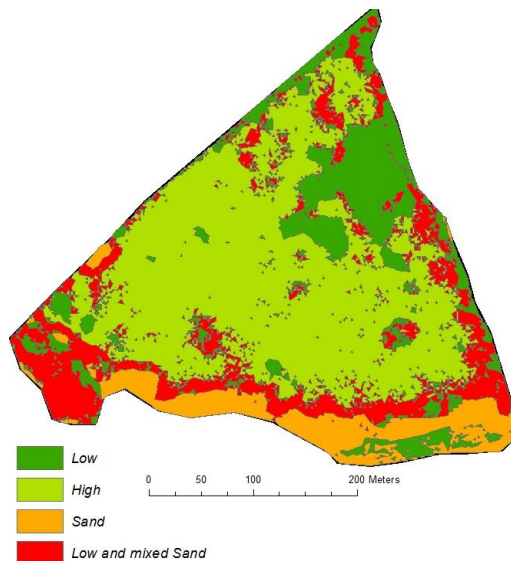 Low
High
Sand
Low and mixed Sand
0 50 100 200 Meters